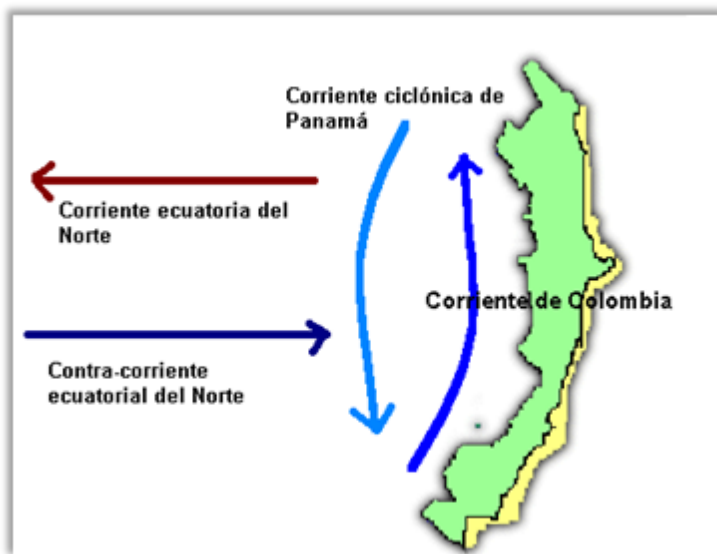 Corriente ciclónica de
Panamá
Corriente ecuatoria del
Norte
Corriente de Colombia
Contra-corriente
ecuatorial del Norte